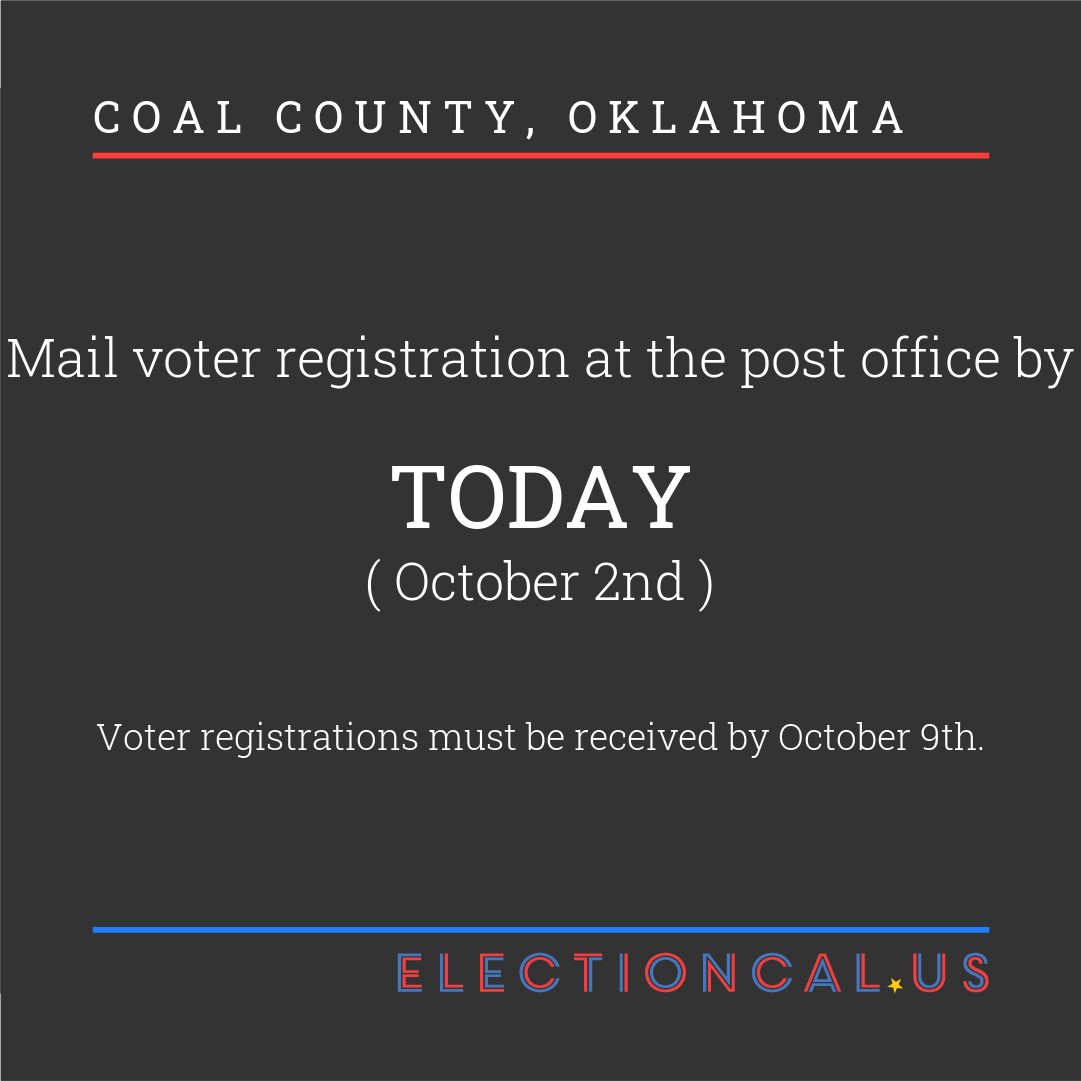 COAL COUNTY, OKLAHOMA
Mail voter registration at the post office by
TODAY
( October 2nd )
Voter registrations must be received by October 9th.
ELECTIONCAL.US